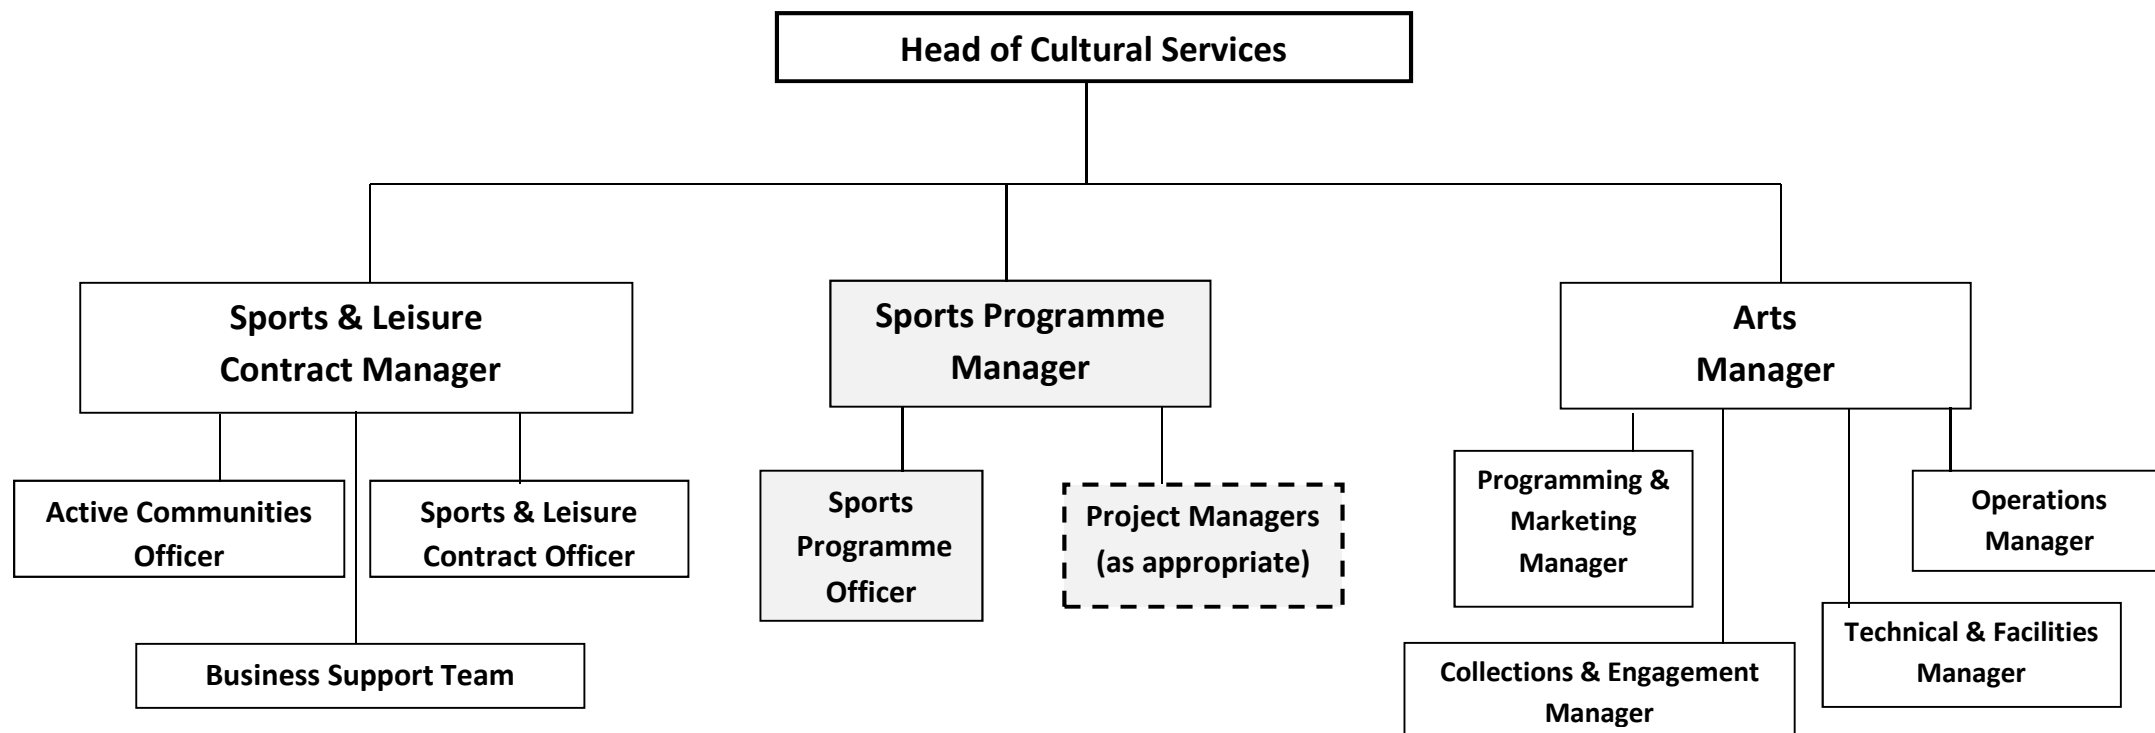 Head of Cultural Services
Sports & Leisure
Contract Manager
Sports Programme
Manager
Arts
Manager
Active Communities
Officer
Sports & Leisure
Contract Officer
Business Support Team
Sports
Programme
Officer
Project Managers
(as appropriate)
Programming &
Marketing
Manager
Operations
Manager
Collections & Engagement
Manager
Technical & Facilities
Manager